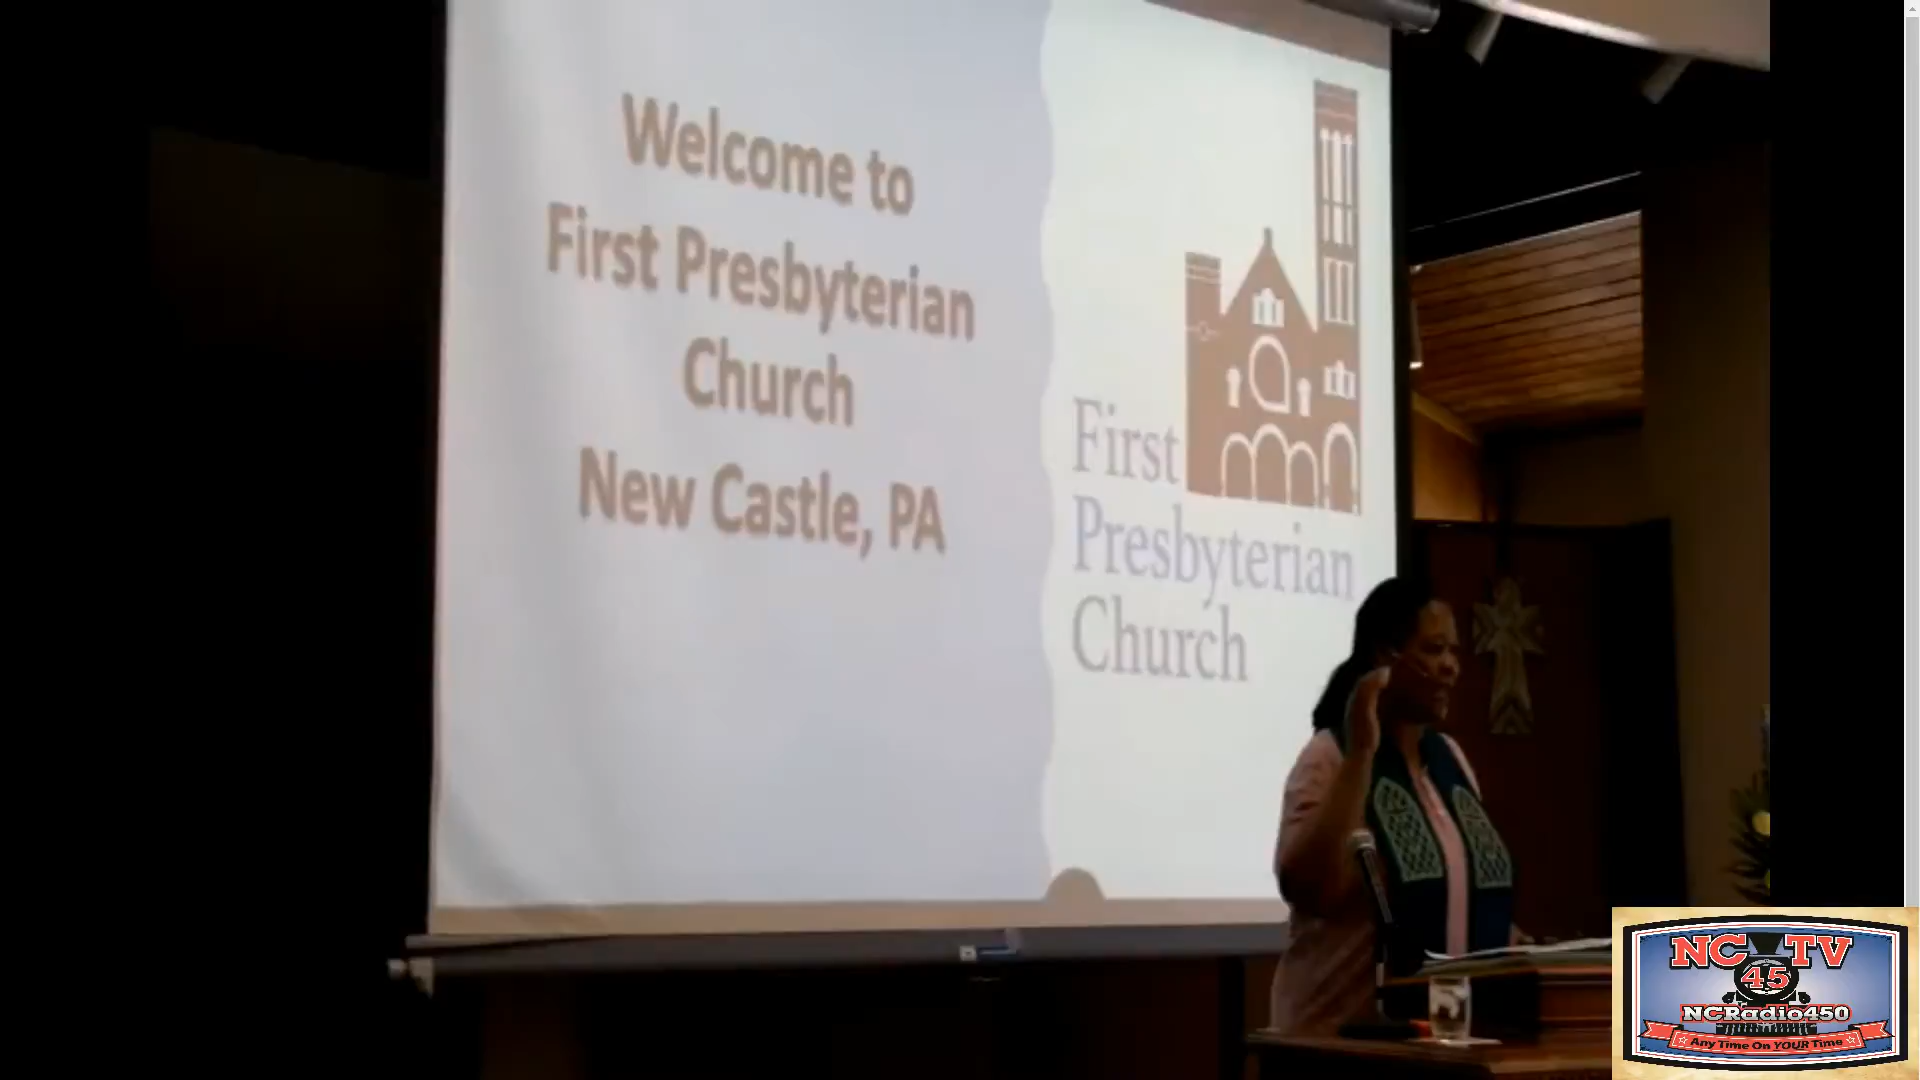 Welcome to
First Presbyterian
Church
New Castle, PA
First
Presbyterian
Church
NC TV
45
NCRadio450
Any Time On YOUR Time